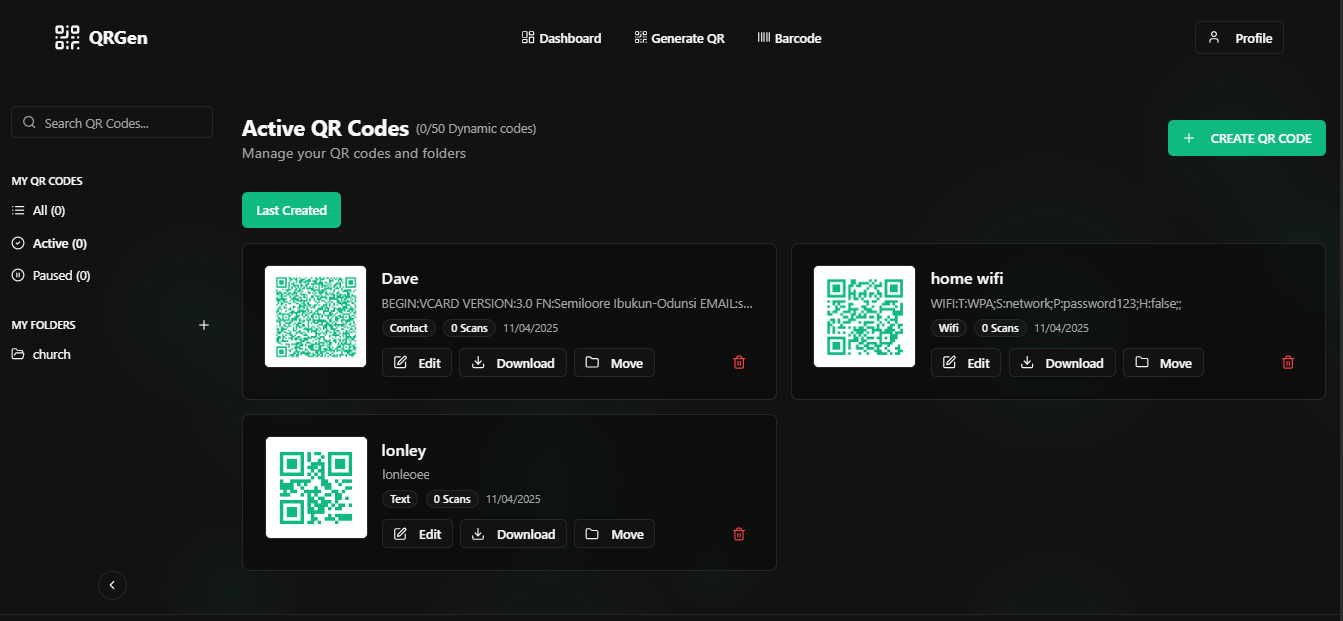 QRGen
Dashboard
Generate QR
Barcode
Profile
Search QR Codes...
MY QR CODES
All (0)
Active (0)
Paused (0)
MY FOLDERS
church
Active QR Codes (0/50 Dynamic codes)
Manage your QR codes and folders
CREATE QR CODE
Last Created
Dave
BEGIN:VCARD VERSION:3.0 FN:Semiloore Ibukun-Odunsi EMAIL:s...
Contact 0 Scans 11/04/2025
Edit Download Move
home wifi
WIFI:T:WPA;S:network;P:password123;H:false;;
Wifi 0 Scans 11/04/2025
Edit Download Move
lonley
lonleoee
Text 0 Scans 11/04/2025
Edit Download Move